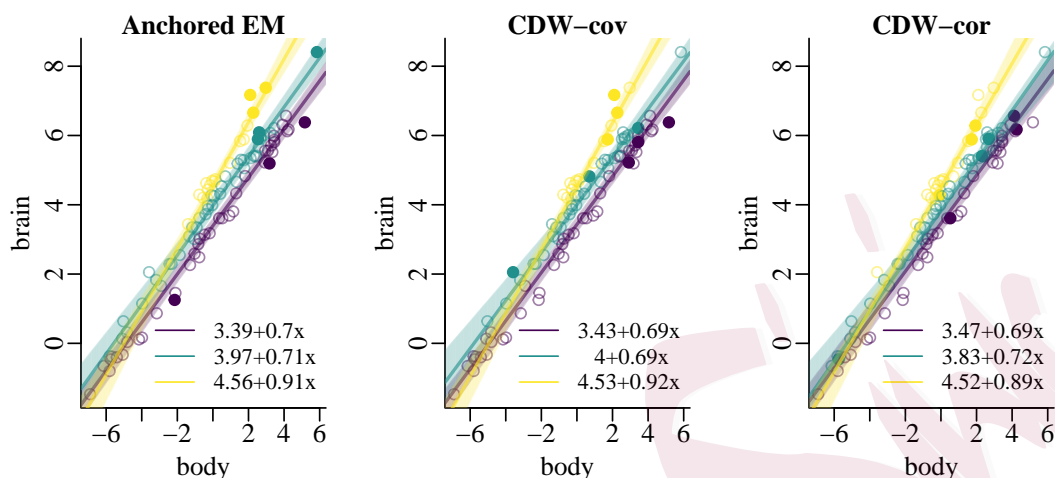 Anchored EM
brain
8
6
4
2
0
3.39+0.7x
3.97+0.71x
4.56+0.91x
−6 −2 2 4 6
body
CDW−cov
brain
8
6
4
2
0
3.43+0.69x
4+0.69x
4.53+0.92x
−6 −2 2 4 6
body
CDW−cor
brain
8
6
4
2
0
3.47+0.69x
3.83+0.72x
4.52+0.89x
−6 −2 2 4 6
body